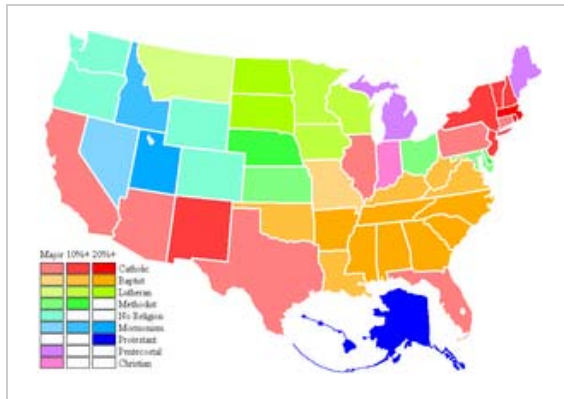 Major 10%+ 20%+
Catholic
Baptist
Lutheran
Methodist
No Religion
Mormonism
Protestant
Pentecostal
Christian